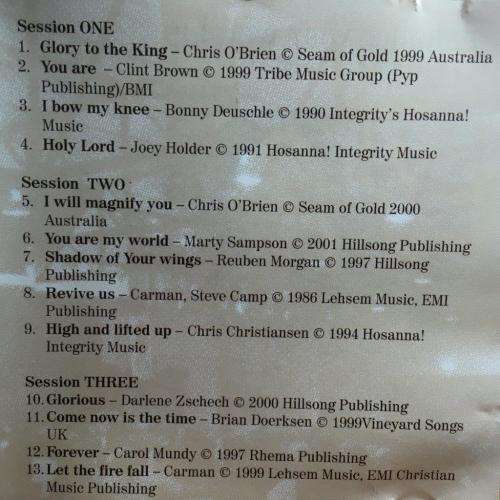 Session ONE
1. Glory to the King – Chris O'Brien © Seam of Gold 1999 Australia
2. You are – Clint Brown © 1999 Tribe Music Group (Pyp
Publishing)/BMI
3. I bow my knee – Bonny Deuschle © 1990 Integrity's Hosanna!
Music
4. Holy Lord – Joey Holder © 1991 Hosanna! Integrity Music
Session TWO
5. I will magnify you – Chris O'Brien © Seam of Gold 2000
Australia
6. You are my world – Marty Sampson © 2001 Hillsong Publishing
7. Shadow of Your wings – Reuben Morgan © 1997 Hillsong
Publishing
8. Revive us – Carman, Steve Camp © 1986 Lehsem Music, EMI
Publishing
9. High and lifted up – Chris Christiansen © 1994 Hosanna!
Integrity Music
Session THREE
10. Glorious – Darlene Zschech © 2000 Hillsong Publishing
11. Come now is the time – Brian Doerksen © 1999Vineyard Songs
UK
12. Forever – Carol Mundy © 1997 Rhema Publishing
13. Let the fire fall – Carman © 1999 Lehsem Music, EMI Christian
Music Publishing